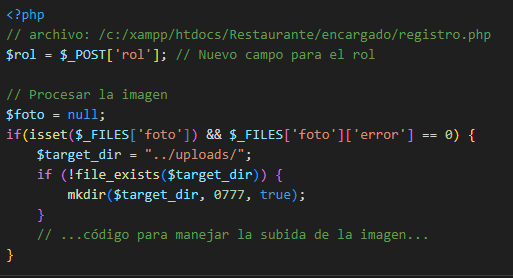 <?php
// archivo: /c:/xampp/htdocs/Restaurante/encargado/registro.php
$rol = $_POST['rol']; // Nuevo campo para el rol

// Procesar la imagen
$foto = null;
if(isset($_FILES['foto']) && $_FILES['foto']['error'] == 0) {
    $target_dir = "../uploads/";
    if (!file_exists($target_dir)) {
        mkdir($target_dir, 0777, true);
    }
    // ...código para manejar la subida de la imagen...
}